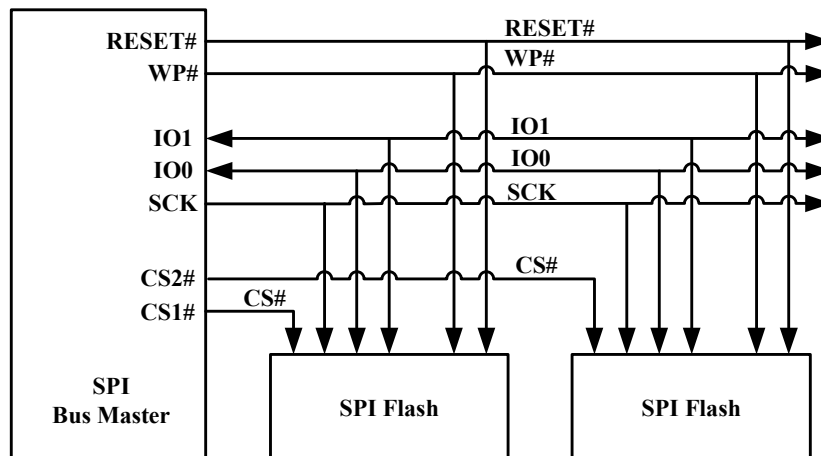 RESET#
RESET#
WP#
WP#
IO1
IO1
IO0
IO0
SCK
SCK
CS2#
CS#
CS1#
CS#
SPI
Bus Master
SPI Flash
SPI Flash